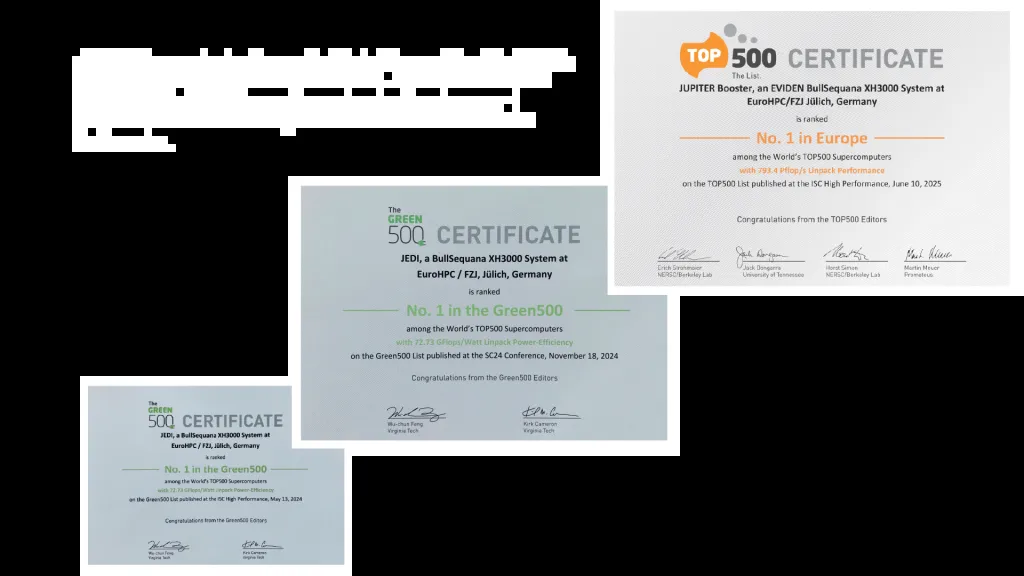 TOP
500 CERTIFICATE
The List.
JUPITER Booster, an EVIDEN BullSequana XH3000 System at
EuroHPC/FZJ Jülich, Germany
is ranked
No. 1 in Europe
among the World's TOP500 Supercomputers
with 793.4 Pflop/s Linpack Performance
on the TOP500 List published at the ISC High Performance, June 10, 2025
Congratulations from the TOP500 Editors
Erich Strohmaier
NERSC/Berkeley Lab
Jack Dongarra
University of Tennessee
Horst Simon
NERSC/Berkeley Lab
Martin Meuer
Prometeus
The
GREEN
500 CERTIFICATE
JEDI, a BullSequana XH3000 System at
EuroHPC / FZJ, Jülich, Germany
is ranked
No. 1 in the Green500
among the World's TOP500 Supercomputers
with 72.73 GFlops/Watt Linpack Power-Efficiency
on the Green500 List published at the SC24 Conference, November 18, 2024
Congratulations from the Green500 Editors
Wu-chun Feng
Virginia Tech
Kirk Cameron
Virginia Tech
The
GREEN
500 CERTIFICATE
JEDI, a BullSequana XH3000 System at
EuroHPC / FZJ, Jülich, Germany
is ranked
No. 1 in the Green500
among the World's TOP500 Supercomputers
with 72.73 GFlops/Watt Linpack Power-Efficiency
on the Green500 List published at the ISC High Performance, May 13, 2024
Congratulations from the Green500 Editors
Wu-chun Feng
Virginia Tech
Kirk Cameron
Virginia Tech